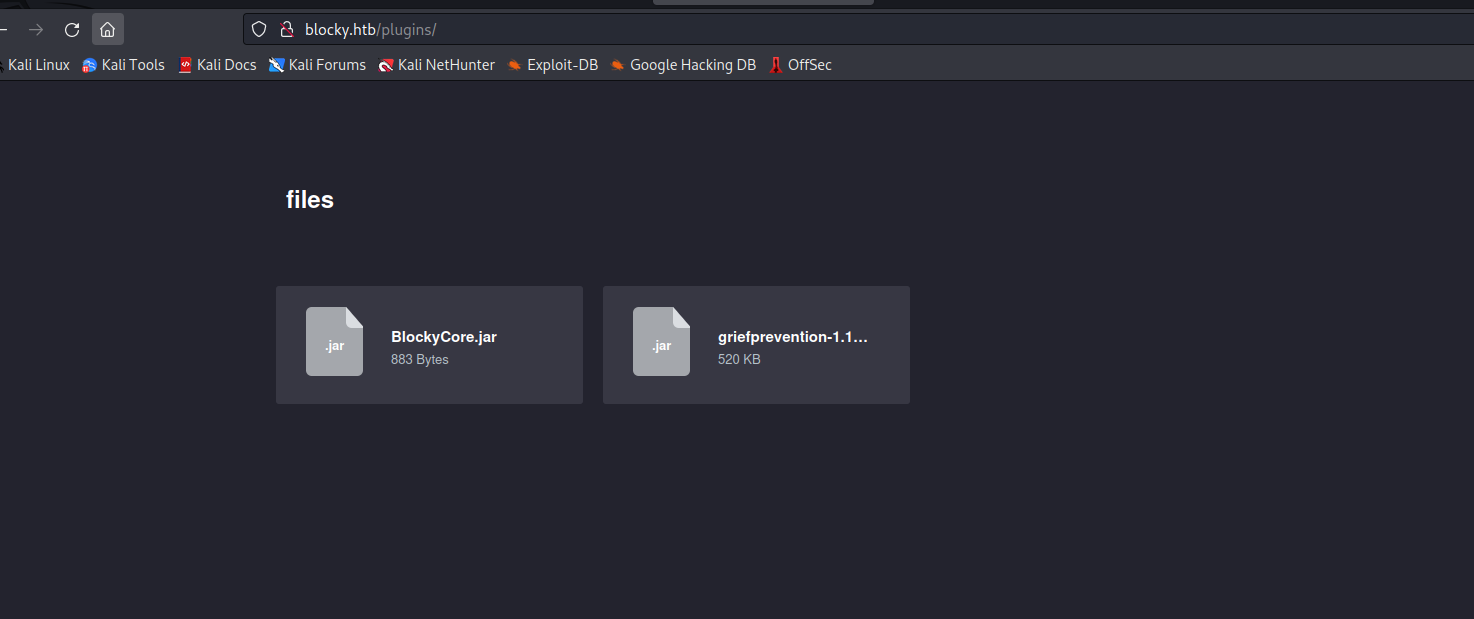 blocky.htb/plugins/
Kali Linux Kali Tools Kali Docs Kali Forums Kali NetHunter Exploit-DB Google Hacking DB OffSec
files
.jar
BlockyCore.jar
883 Bytes
.jar
griefprevention-1.1...
520 KB